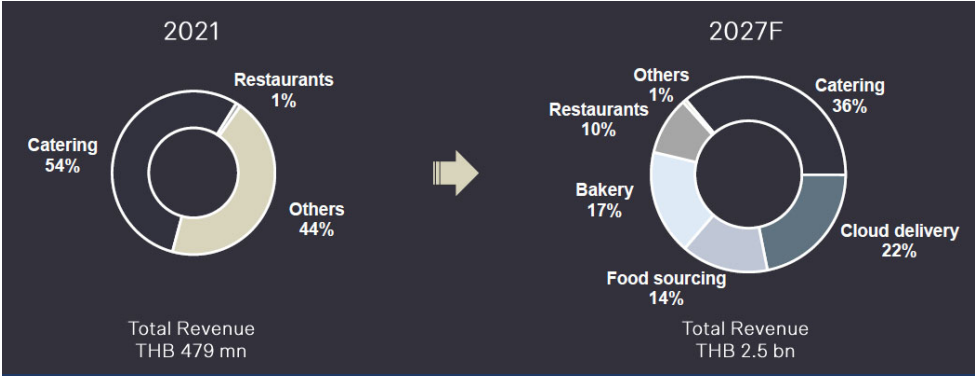 2021
Restaurants
1%
Catering
54%
Others
44%
Total Revenue
THB 479 mn
2027F
Others
1%
Catering
36%
Restaurants
10%
Bakery
17%
Cloud delivery
22%
Food sourcing
14%
Total Revenue
THB 2.5 bn